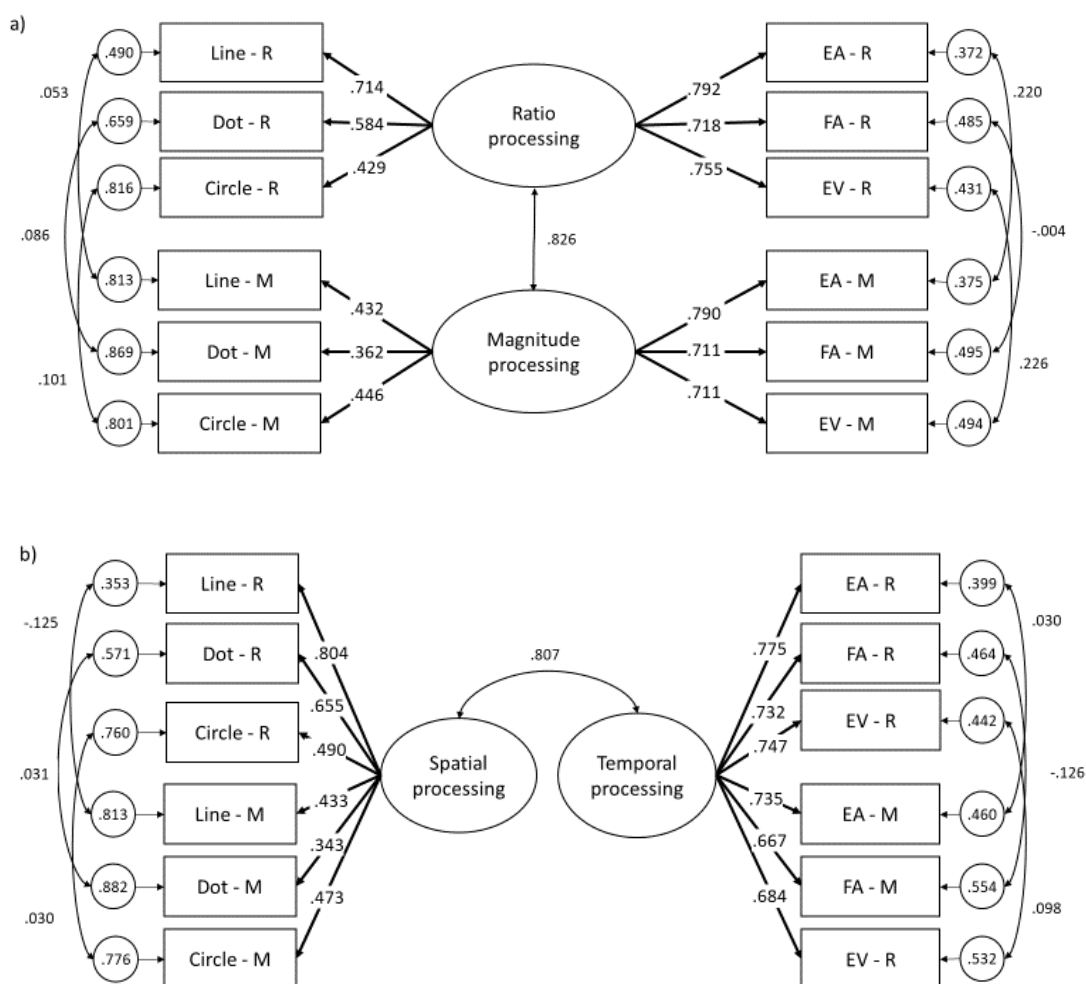 a)
.490 Line - R EA - R .372
.053 .714 .792 .220
.659 Dot - R .584 Ratio processing .718 FA - R .485
.816 Circle - R .429 .755 EV - R .431
.086 .826 -.004
.813 Line - M .432 .790 EA - M .375
.869 Dot - M .362 Magnitude processing .711 FA - M .495
.101 .446 .711 .226
.801 Circle - M EV - M .494
b)
.353 Line - R EA - R .399
-.125 .804 .775 .030
.571 Dot - R .807 FA - R .464
.655 .732
.760 Circle - R .490 .747 EV - R .442
.031 Spatial processing Temporal processing -.126
.813 Line - M .433 .735 EA - M .460
.343 .667
.882 Dot - M .473 .684 FA - M .554
.030 .098
.776 Circle - M EV - R .532